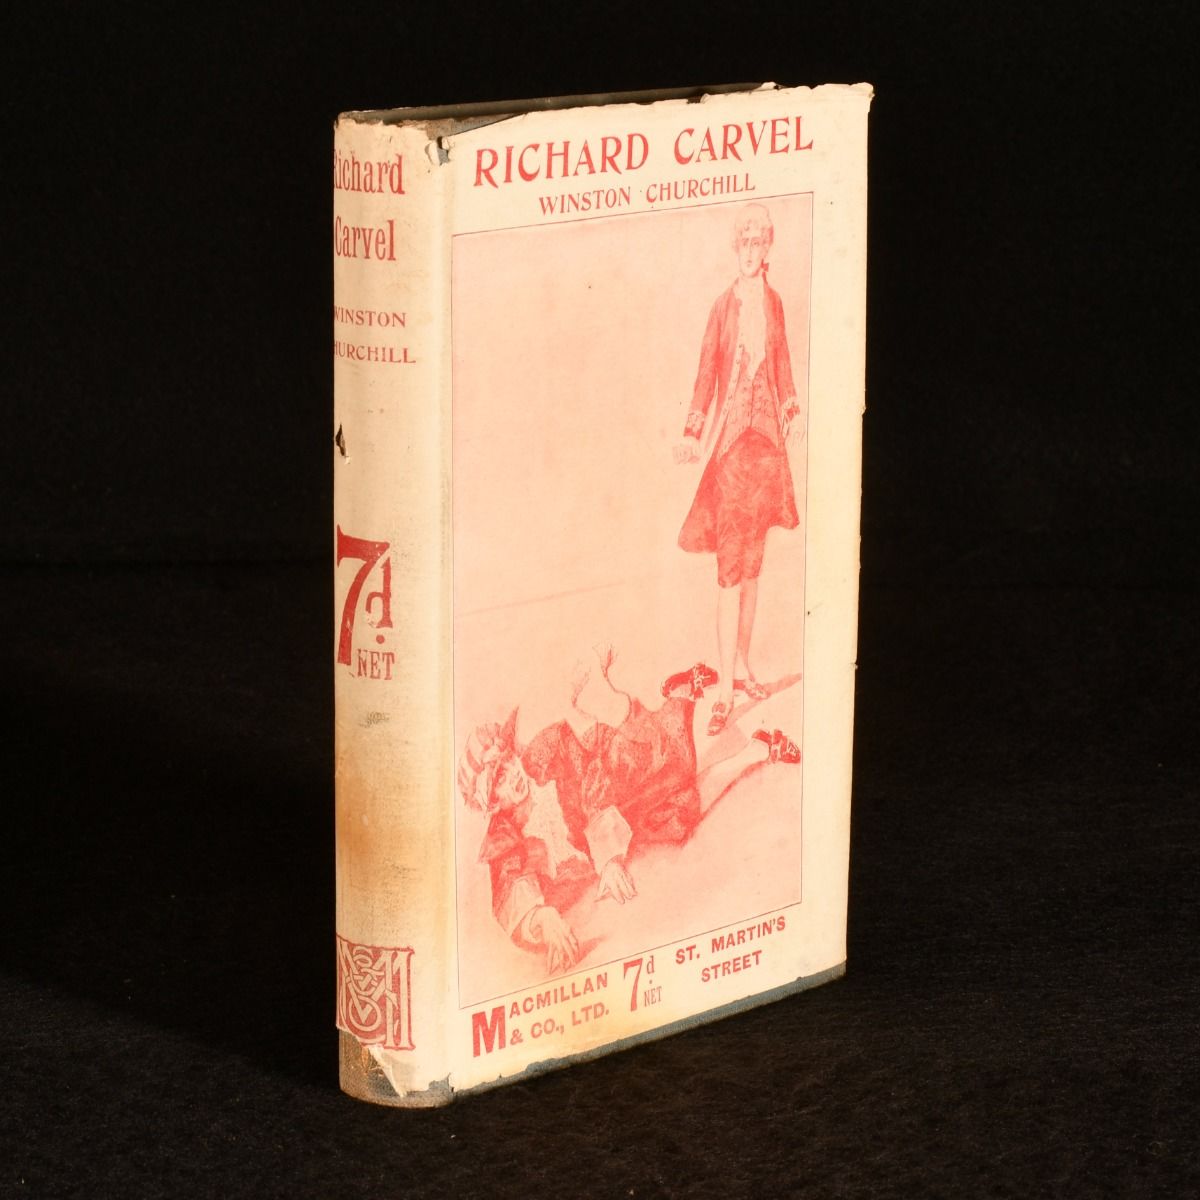 Richard
Carvel
WINSTON
CHURCHILL
7d.
NET
RICHARD CARVEL
WINSTON CHURCHILL
MACMILLAN
& CO., LTD.
7d.
NET
ST. MARTIN'S
STREET